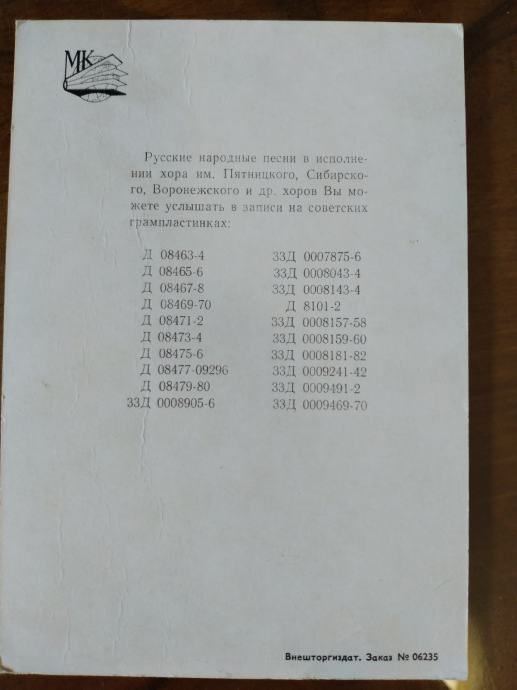 МК
Русские народные песни в исполне-
нии хора им. Пятницкого, Сибирско-
го, Воронежского и др. хоров Вы мо-
жете услышать в записи на советских
грампластинках:
Д 08463-4
Д 08465-6
Д 08467-8
Д 08469-70
Д 08471-2
Д 08473-4
Д 08475-6
Д 08477-09296
Д 08479-80
33Д 0008905-6
33Д 0007875-6
33Д 0008043-4
33Д 0008143-4
Д 8101-2
33Д 0008157-58
33Д 0008159-60
33Д 0008181-82
33Д 0009241-42
33Д 0009491-2
33Д 0009469-70
Внешторгиздат. Заказ № 06235